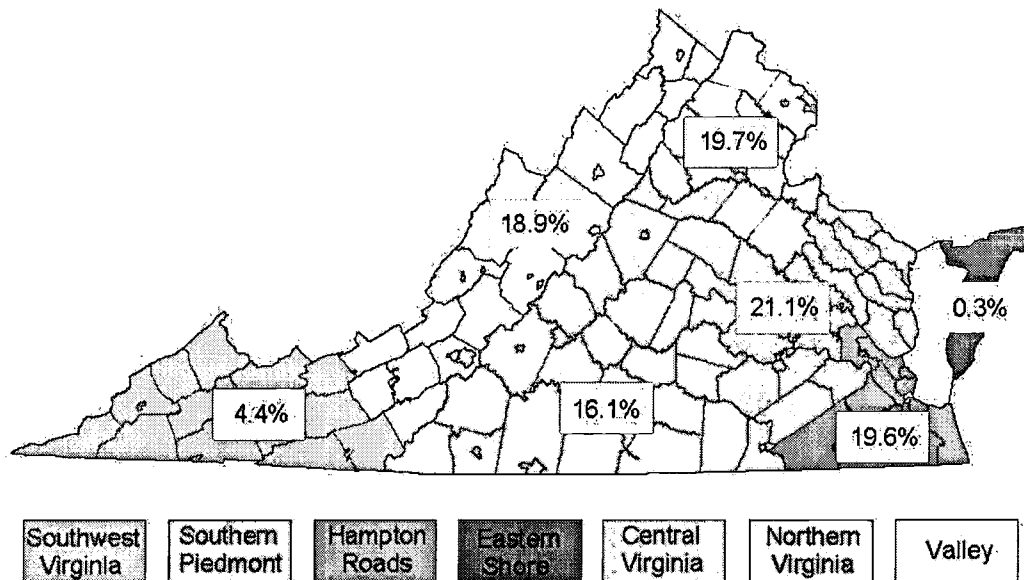 19.7%
18.9%
21.1%
0.3%
4.4%
16.1%
19.6%
Southwest
Virginia
Southern
Piedmont
Hampton
Roads
Eastern
Shore
Central
Virginia
Northern
Virginia
Valley